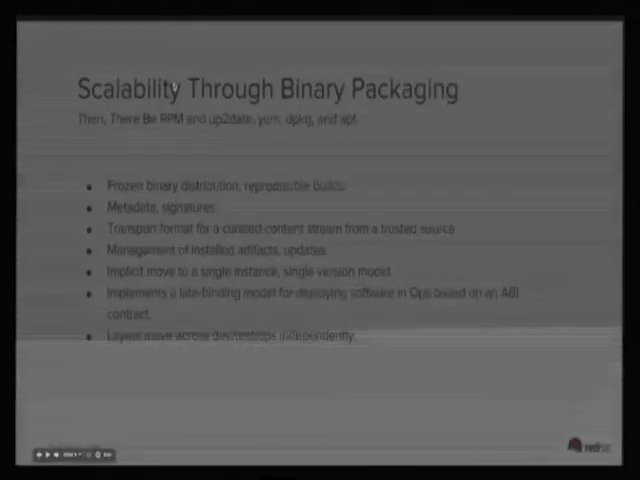 Scalability Through Binary Packaging
Then, There Be RPM and up2date, yum, dpkg, and apt.
Frozen binary distribution, reproducible builds.
Metadata, signatures.
Transport format for a curated content stream from a trusted source.
Management of installed artifacts, updates.
Implicit move to a single instance, single version model.
Implements a late-binding model for deploying software in Ops based on an ABI
contract.
Layers move across dev/test/ops independently.
redhat